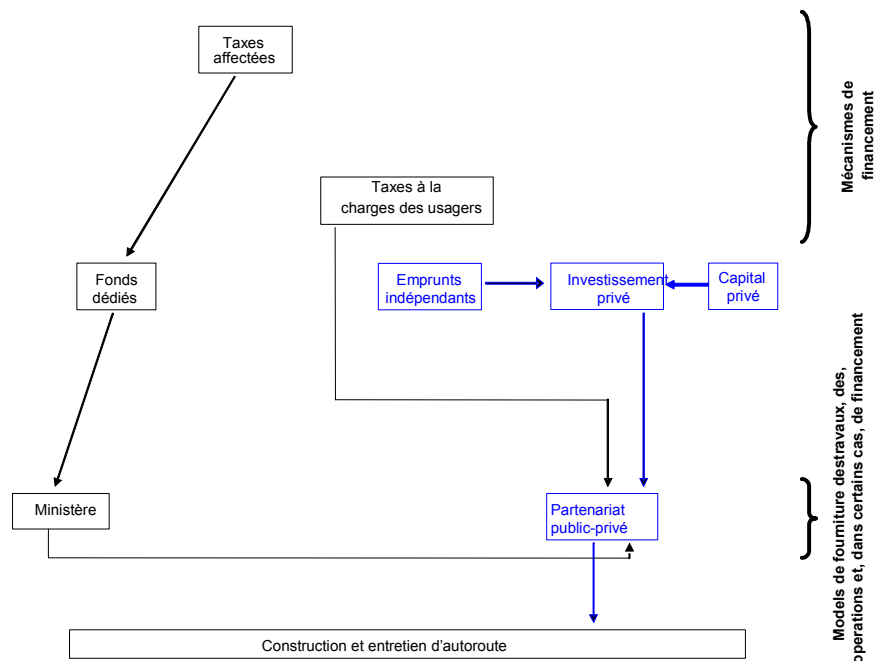 Taxes
affectées
Mécanismes de
financement
Taxes à la
charges des usagers
Fonds
dédiés
Emprunts
indépendants
Investissement
privé
Capital
privé
Models de fourniture destravaux, des,
operations et, dans certains cas, de financement
Ministère
Partenariat
public-privé
Construction et entretien d'autoroute